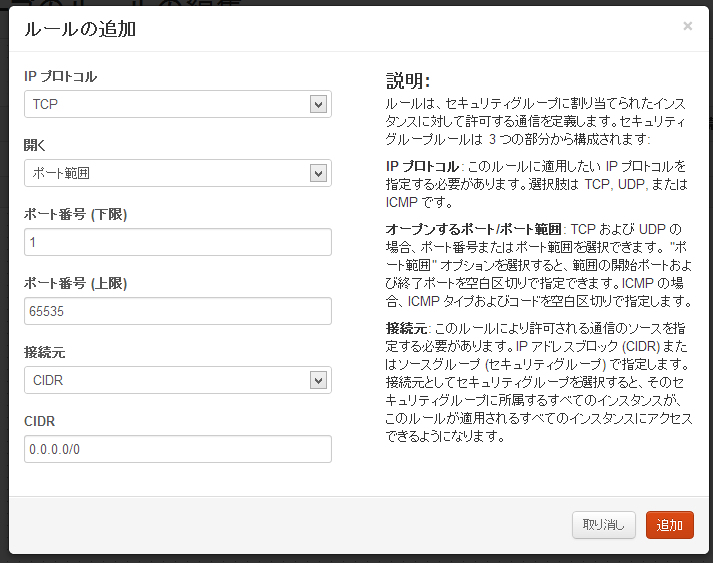 ルールの追加
×
IP プロトコル
TCP
開く
ポート範囲
ポート番号 (下限)
1
ポート番号 (上限)
65535
接続元
CIDR
CIDR
0.0.0.0/0
説明:
ルールは、セキュリティグループに割り当てられたインス
タンスに対して許可する通信を定義します。セキュリティ
グループルールは 3 つの部分から構成されます:
IP プロトコル: このルールに適用したい IP プロトコルを
指定する必要があります。選択肢は TCP, UDP, または
ICMP です。
オープンするポート/ポート範囲: TCP および UDP の
場合、ポート番号またはポート範囲を選択できます。 "ポ
ート範囲" オプションを選択すると、範囲の開始ポートおよ
び終了ポートを空白区切りで指定できます。ICMP の場
合、ICMP タイプおよびコードを空白区切りで指定します。
接続元: このルールにより許可される通信のソースを指
定する必要があります。IP アドレスブロック (CIDR) また
はソースグループ (セキュリティグループ) で指定します。
接続元としてセキュリティグループを選択すると、そのセ
キュリティグループに所属するすべてのインスタンスが、
このルールが適用されるすべてのインスタンスにアクセス
できるようになります。
取り消し
追加